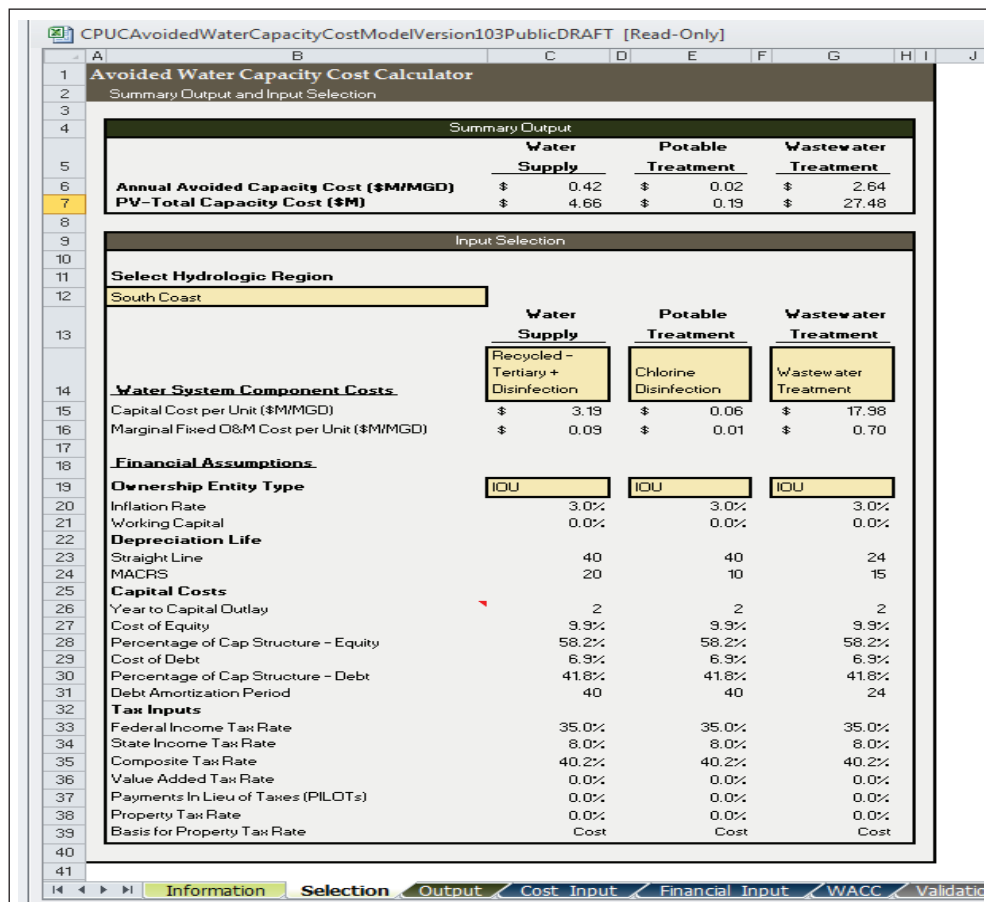 CPUCAvoidedWaterCapacityCostModelVersion103PublicDRAFT [Read-Only]
A B C D E F G H I J
1 Avoided Water Capacity Cost Calculator
2 Summary Output and Input Selection
3
4 Summary Output
Water Potable Wastewater
5 Supply Treatment Treatment
6 Annual Avoided Capacity Cost ($M/MGD) $ 0.42 $ 0.02 $ 2.64
7 PV-Total Capacity Cost ($M) $ 4.66 $ 0.19 $ 27.48
8
9 Input Selection
10
11 Select Hydrologic Region
12 South Coast
Water Potable Wastewater
13 Supply Treatment Treatment
Recycled -
Tertiary + Chlorine Wastewater
14 Water System Component Costs Disinfection Disinfection Treatment
15 Capital Cost per Unit ($M/MGD) $ 3.19 $ 0.06 $ 17.98
16 Marginal Fixed O&M Cost per Unit ($M/MGD) $ 0.09 $ 0.01 $ 0.70
17
18 Financial Assumptions
19 Ownership Entity Type IOU IOU IOU
20 Inflation Rate 3.0% 3.0% 3.0%
21 Working Capital 0.0% 0.0% 0.0%
22 Depreciation Life
23 Straight Line 40 40 24
24 MACRS 20 10 15
25 Capital Costs
26 Year to Capital Outlay 2 2 2
27 Cost of Equity 9.9% 9.9% 9.9%
28 Percentage of Cap Structure - Equity 58.2% 58.2% 58.2%
29 Cost of Debt 6.9% 6.9% 6.9%
30 Percentage of Cap Structure - Debt 41.8% 41.8% 41.8%
31 Debt Amortization Period 40 40 24
32 Tax Inputs
33 Federal Income Tax Rate 35.0% 35.0% 35.0%
34 State Income Tax Rate 8.0% 8.0% 8.0%
35 Composite Tax Rate 40.2% 40.2% 40.2%
36 Value Added Tax Rate 0.0% 0.0% 0.0%
37 Payments In Lieu of Taxes (PILOTs) 0.0% 0.0% 0.0%
38 Property Tax Rate 0.0% 0.0% 0.0%
39 Basis for Property Tax Rate Cost Cost Cost
40
41
Information Selection Output Cost Input Financial Input WACC Validatio